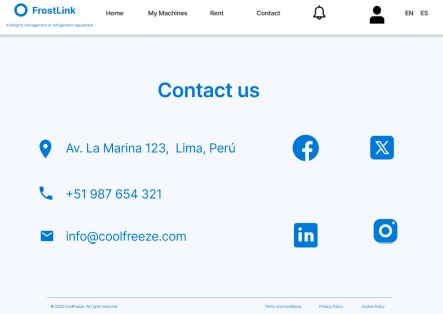 FrostLink
Intelligent management of refrigeration equipment
Home My Machines Rent Contact EN ES
Contact us
Av. La Marina 123, Lima, Perú
+51 987 654 321
info@coolfreeze.com
© 2025 CoolFreeze. All rights reserved. Terms and conditions Privacy Policy Cookie Policy